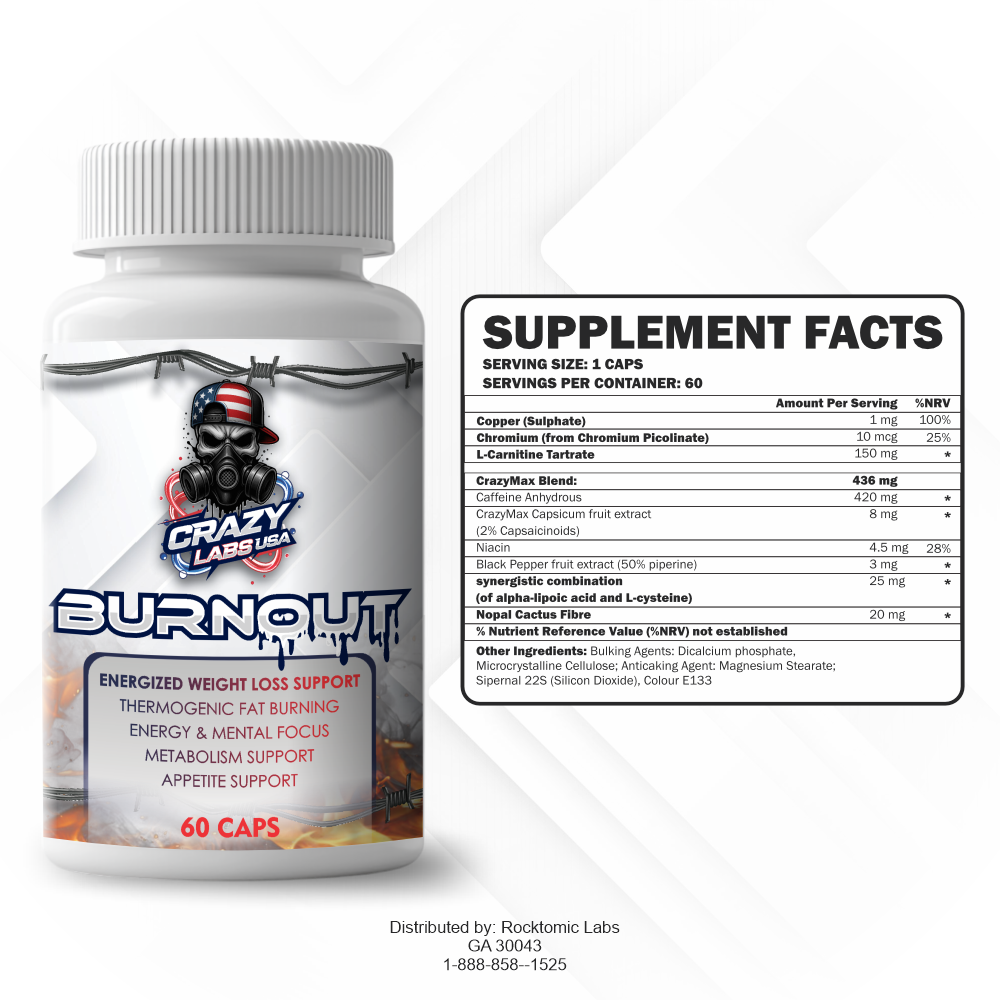 CRAZY
LABS USA
BURNOUT
ENERGIZED WEIGHT LOSS SUPPORT
THERMOGENIC FAT BURNING
ENERGY & MENTAL FOCUS
METABOLISM SUPPORT
APPETITE SUPPORT
60 CAPS
SUPPLEMENT FACTS
SERVING SIZE: 1 CAPS
SERVINGS PER CONTAINER: 60
Amount Per Serving %NRV
Copper (Sulphate) 1 mg 100%
Chromium (from Chromium Picolinate) 10 mcg 25%
L-Carnitine Tartrate 150 mg *
CrazyMax Blend: 436 mg
Caffeine Anhydrous 420 mg *
CrazyMax Capsicum fruit extract 8 mg *
(2% Capsaicinoids)
Niacin 4.5 mg 28%
Black Pepper fruit extract (50% piperine) 3 mg *
synergistic combination 25 mg *
(of alpha-lipoic acid and L-cysteine)
Nopal Cactus Fibre 20 mg *
% Nutrient Reference Value (%NRV) not established
Other Ingredients: Bulking Agents: Dicalcium phosphate,
Microcrystalline Cellulose; Anticaking Agent: Magnesium Stearate;
Sipernal 22S (Silicon Dioxide), Colour E133
Distributed by: Rocktomic Labs
GA 30043
1-888-858--1525